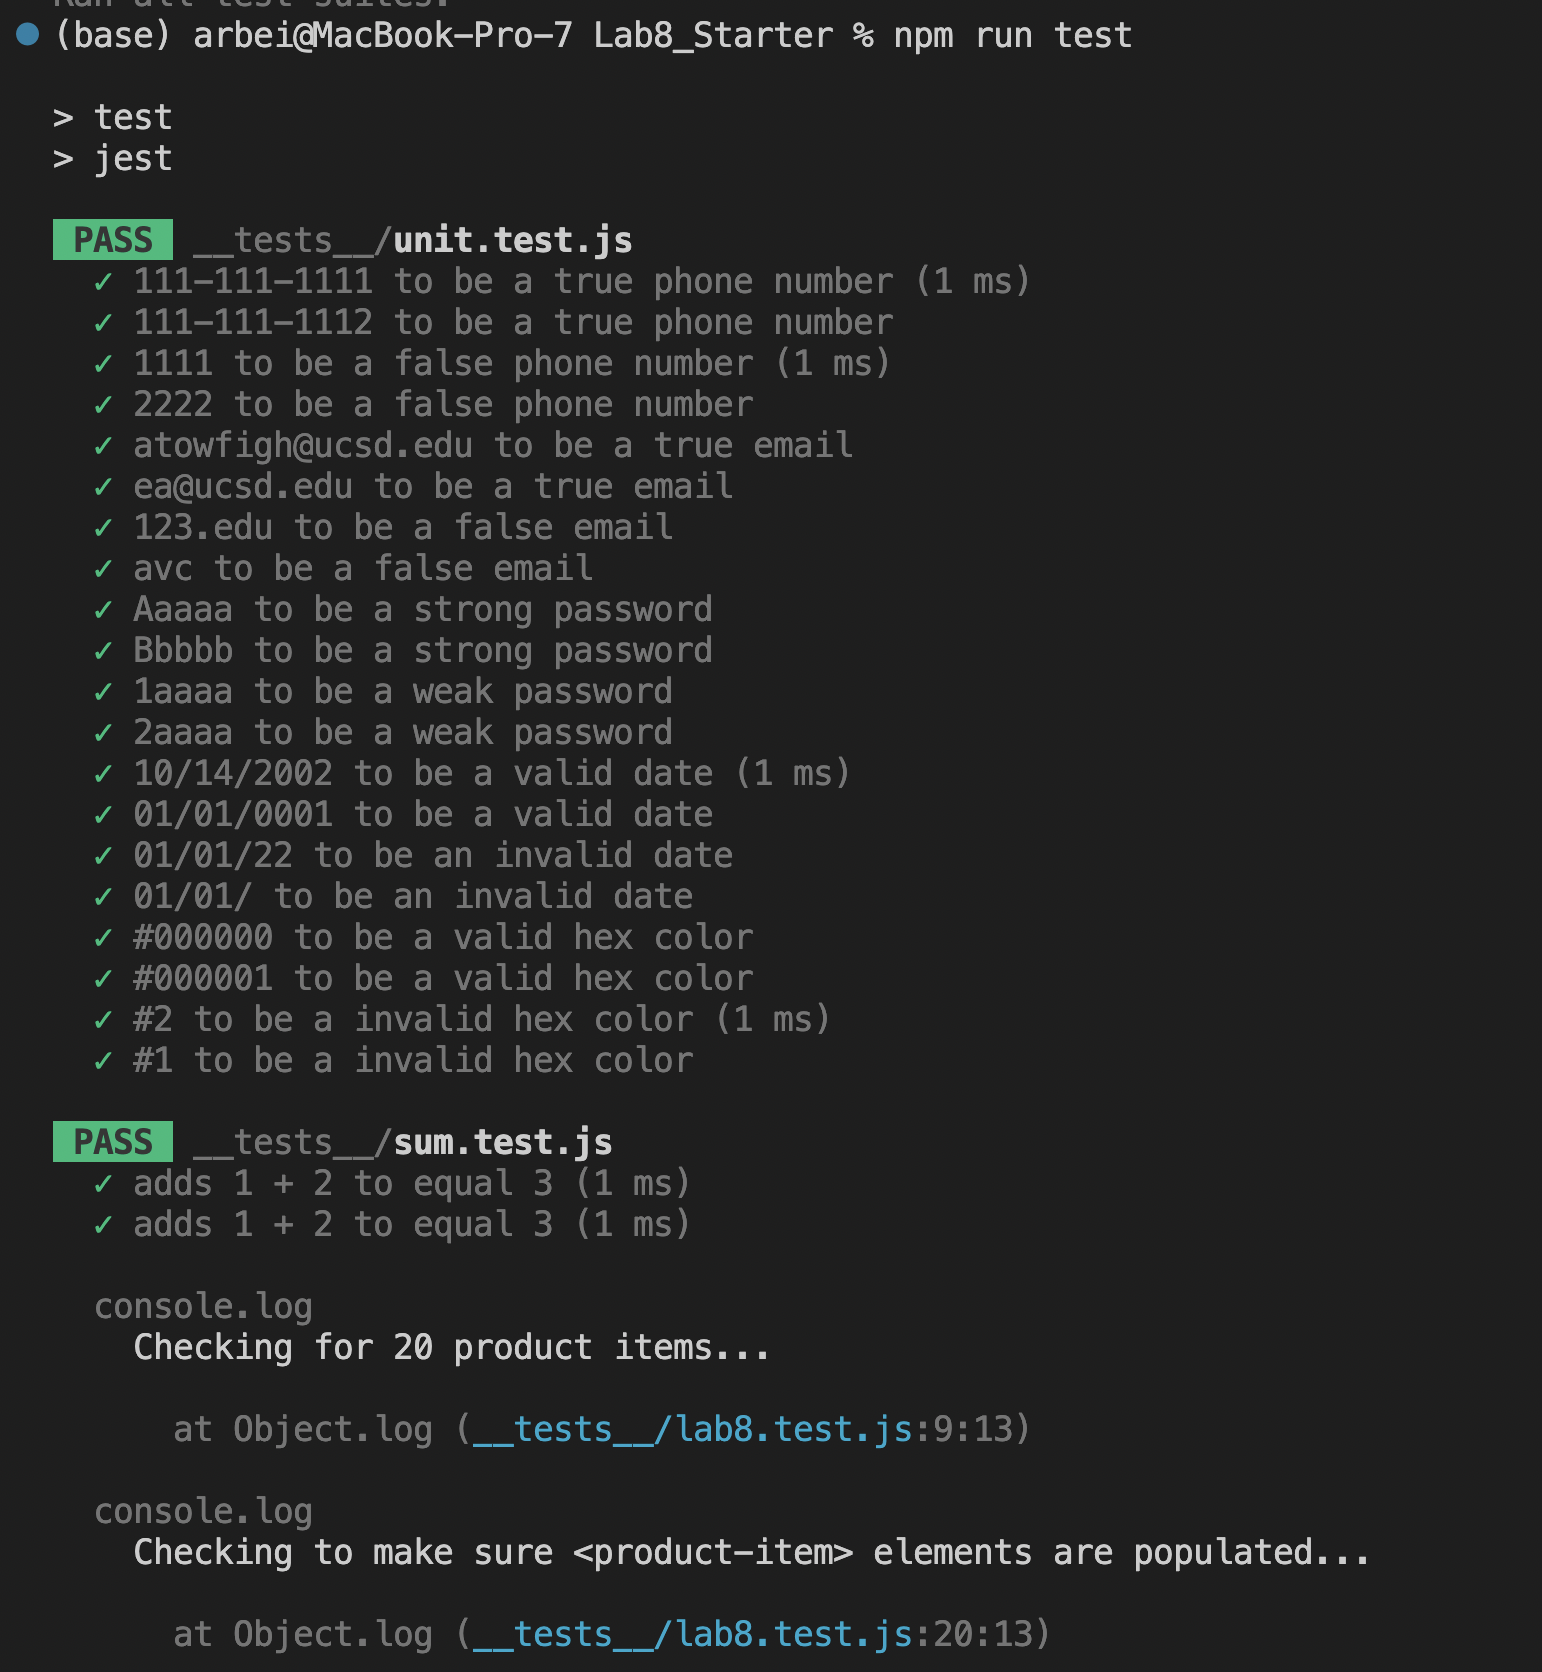 Ran all test suites.
(base) arbei@MacBook-Pro-7 Lab8_Starter % npm run test
> test
> jest
PASS __tests__/unit.test.js
✓ 111-111-1111 to be a true phone number (1 ms)
✓ 111-111-1112 to be a true phone number
✓ 1111 to be a false phone number (1 ms)
✓ 2222 to be a false phone number
✓ atowfigh@ucsd.edu to be a true email
✓ ea@ucsd.edu to be a true email
✓ 123.edu to be a false email
✓ avc to be a false email
✓ Aaaaa to be a strong password
✓ Bbbbb to be a strong password
✓ 1aaaa to be a weak password
✓ 2aaaa to be a weak password
✓ 10/14/2002 to be a valid date (1 ms)
✓ 01/01/0001 to be a valid date
✓ 01/01/22 to be an invalid date
✓ 01/01/ to be an invalid date
✓ #000000 to be a valid hex color
✓ #000001 to be a valid hex color
✓ #2 to be a invalid hex color (1 ms)
✓ #1 to be a invalid hex color
PASS __tests__/sum.test.js
✓ adds 1 + 2 to equal 3 (1 ms)
✓ adds 1 + 2 to equal 3 (1 ms)
console.log
Checking for 20 product items...
at Object.log (__tests__/lab8.test.js:9:13)
console.log
Checking to make sure <product-item> elements are populated...
at Object.log (__tests__/lab8.test.js:20:13)